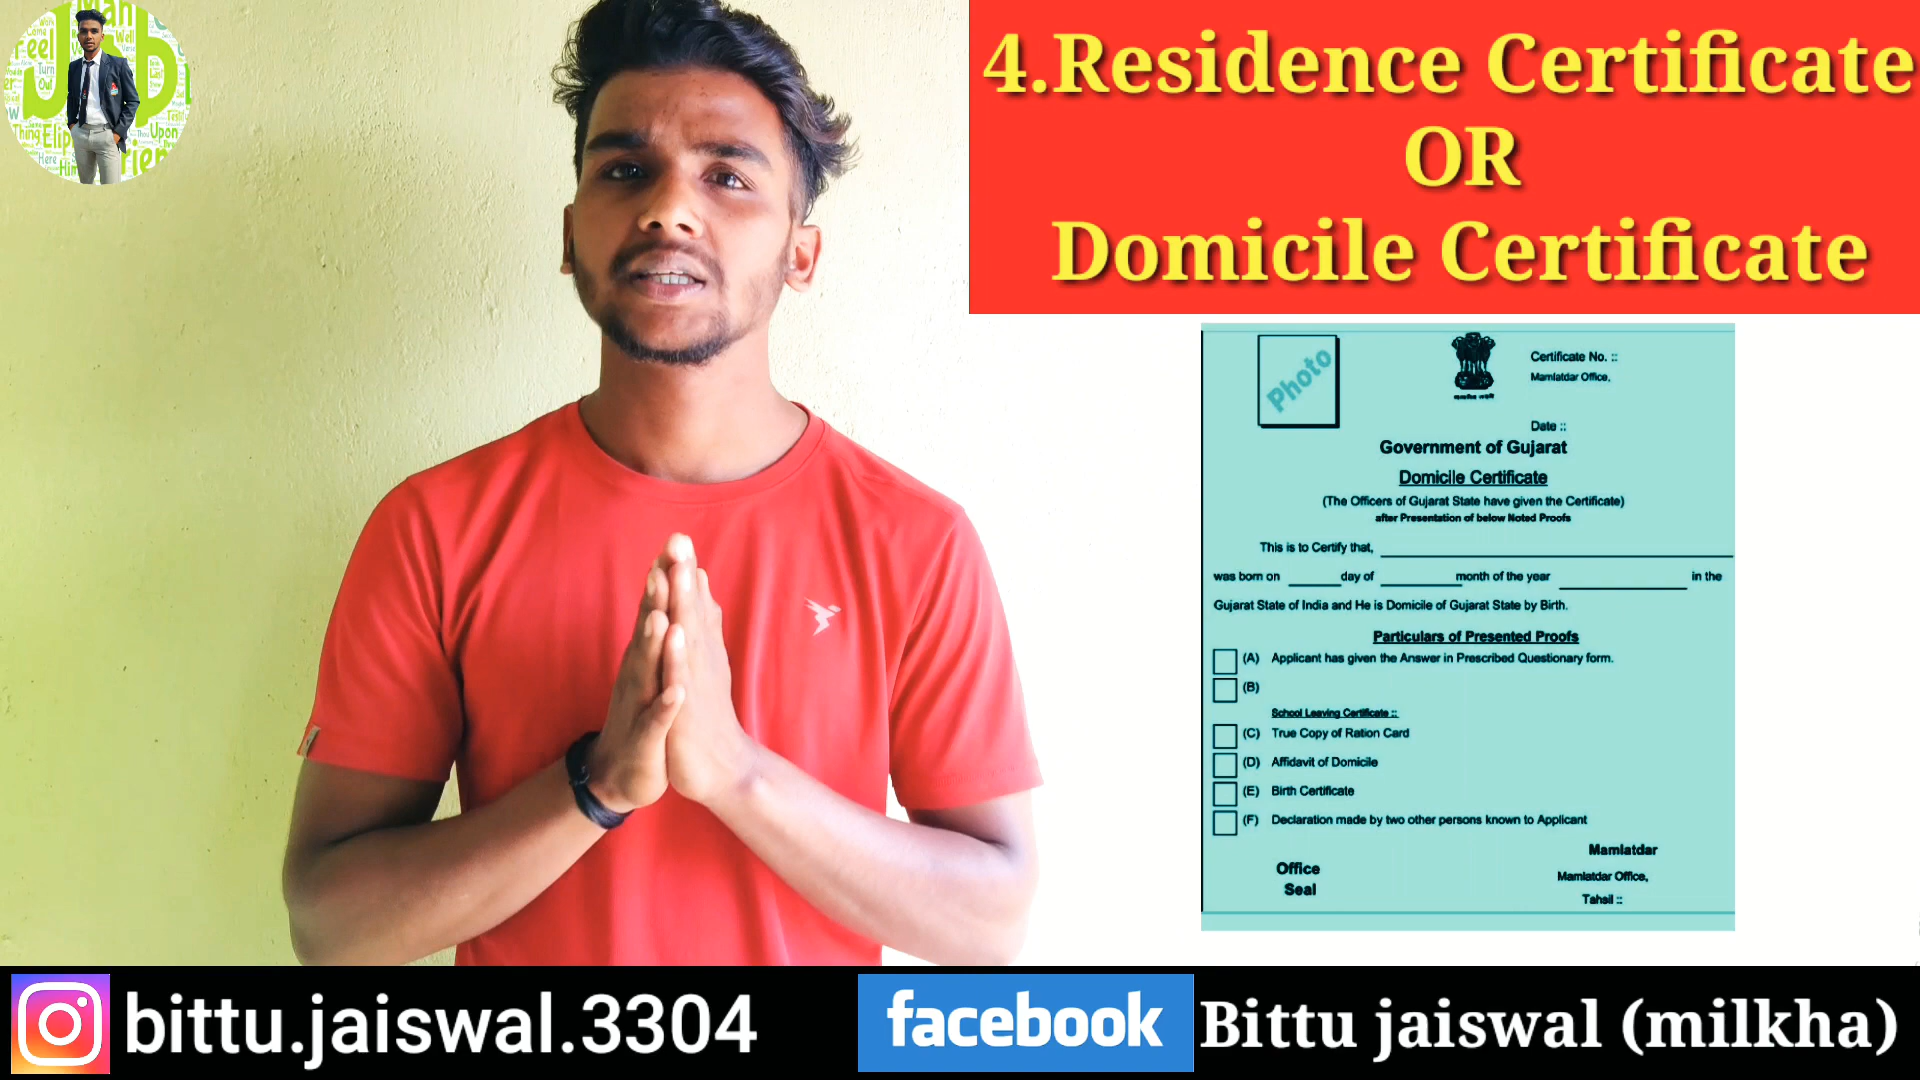 4.Residence Certificate
OR
Domicile Certificate
Photo
Certificate No. ::
Mamlatdar Office,
Date ::
Government of Gujarat
Domicile Certificate
(The Officers of Gujarat State have given the Certificate)
after Presentation of below Noted Proofs
This is to Certify that,
was born on day of month of the year in the
Gujarat State of India and He is Domicile of Gujarat State by Birth.
Particulars of Presented Proofs
(A) Applicant has given the Answer in Prescribed Questionary form.
(B)
School Leaving Certificate ::
(C) True Copy of Ration Card
(D) Affidavit of Domicile
(E) Birth Certificate
(F) Declaration made by two other persons known to Applicant
Mamlatdar
Office
Seal
Mamlatdar Office,
Tahsil ::
bittu.jaiswal.3304
facebook Bittu jaiswal (milkha)